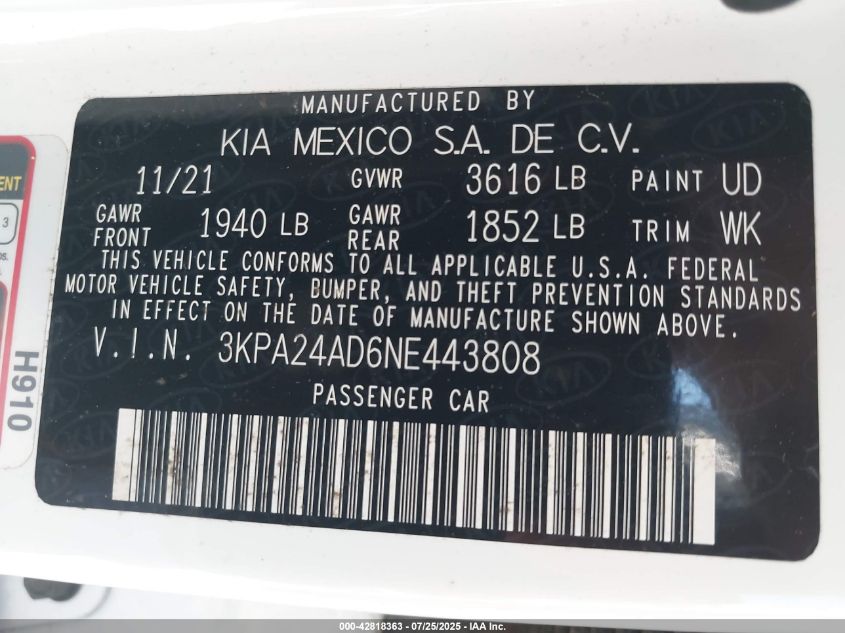 MANUFACTURED BY
KIA MEXICO S.A. DE C.V.
11/21 GVWR 3616 LB PAINT UD
GAWR FRONT 1940 LB GAWR REAR 1852 LB TRIM WK
THIS VEHICLE CONFORMS TO ALL APPLICABLE U.S.A. FEDERAL
MOTOR VEHICLE SAFETY, BUMPER, AND THEFT PREVENTION STANDARDS
IN EFFECT ON THE DATE OF MANUFACTURE SHOWN ABOVE.
V.I.N. 3KPA24AD6NE443808
PASSENGER CAR
ENT
3
H910
000-42818363 - 07/25/2025 - IAA Inc.